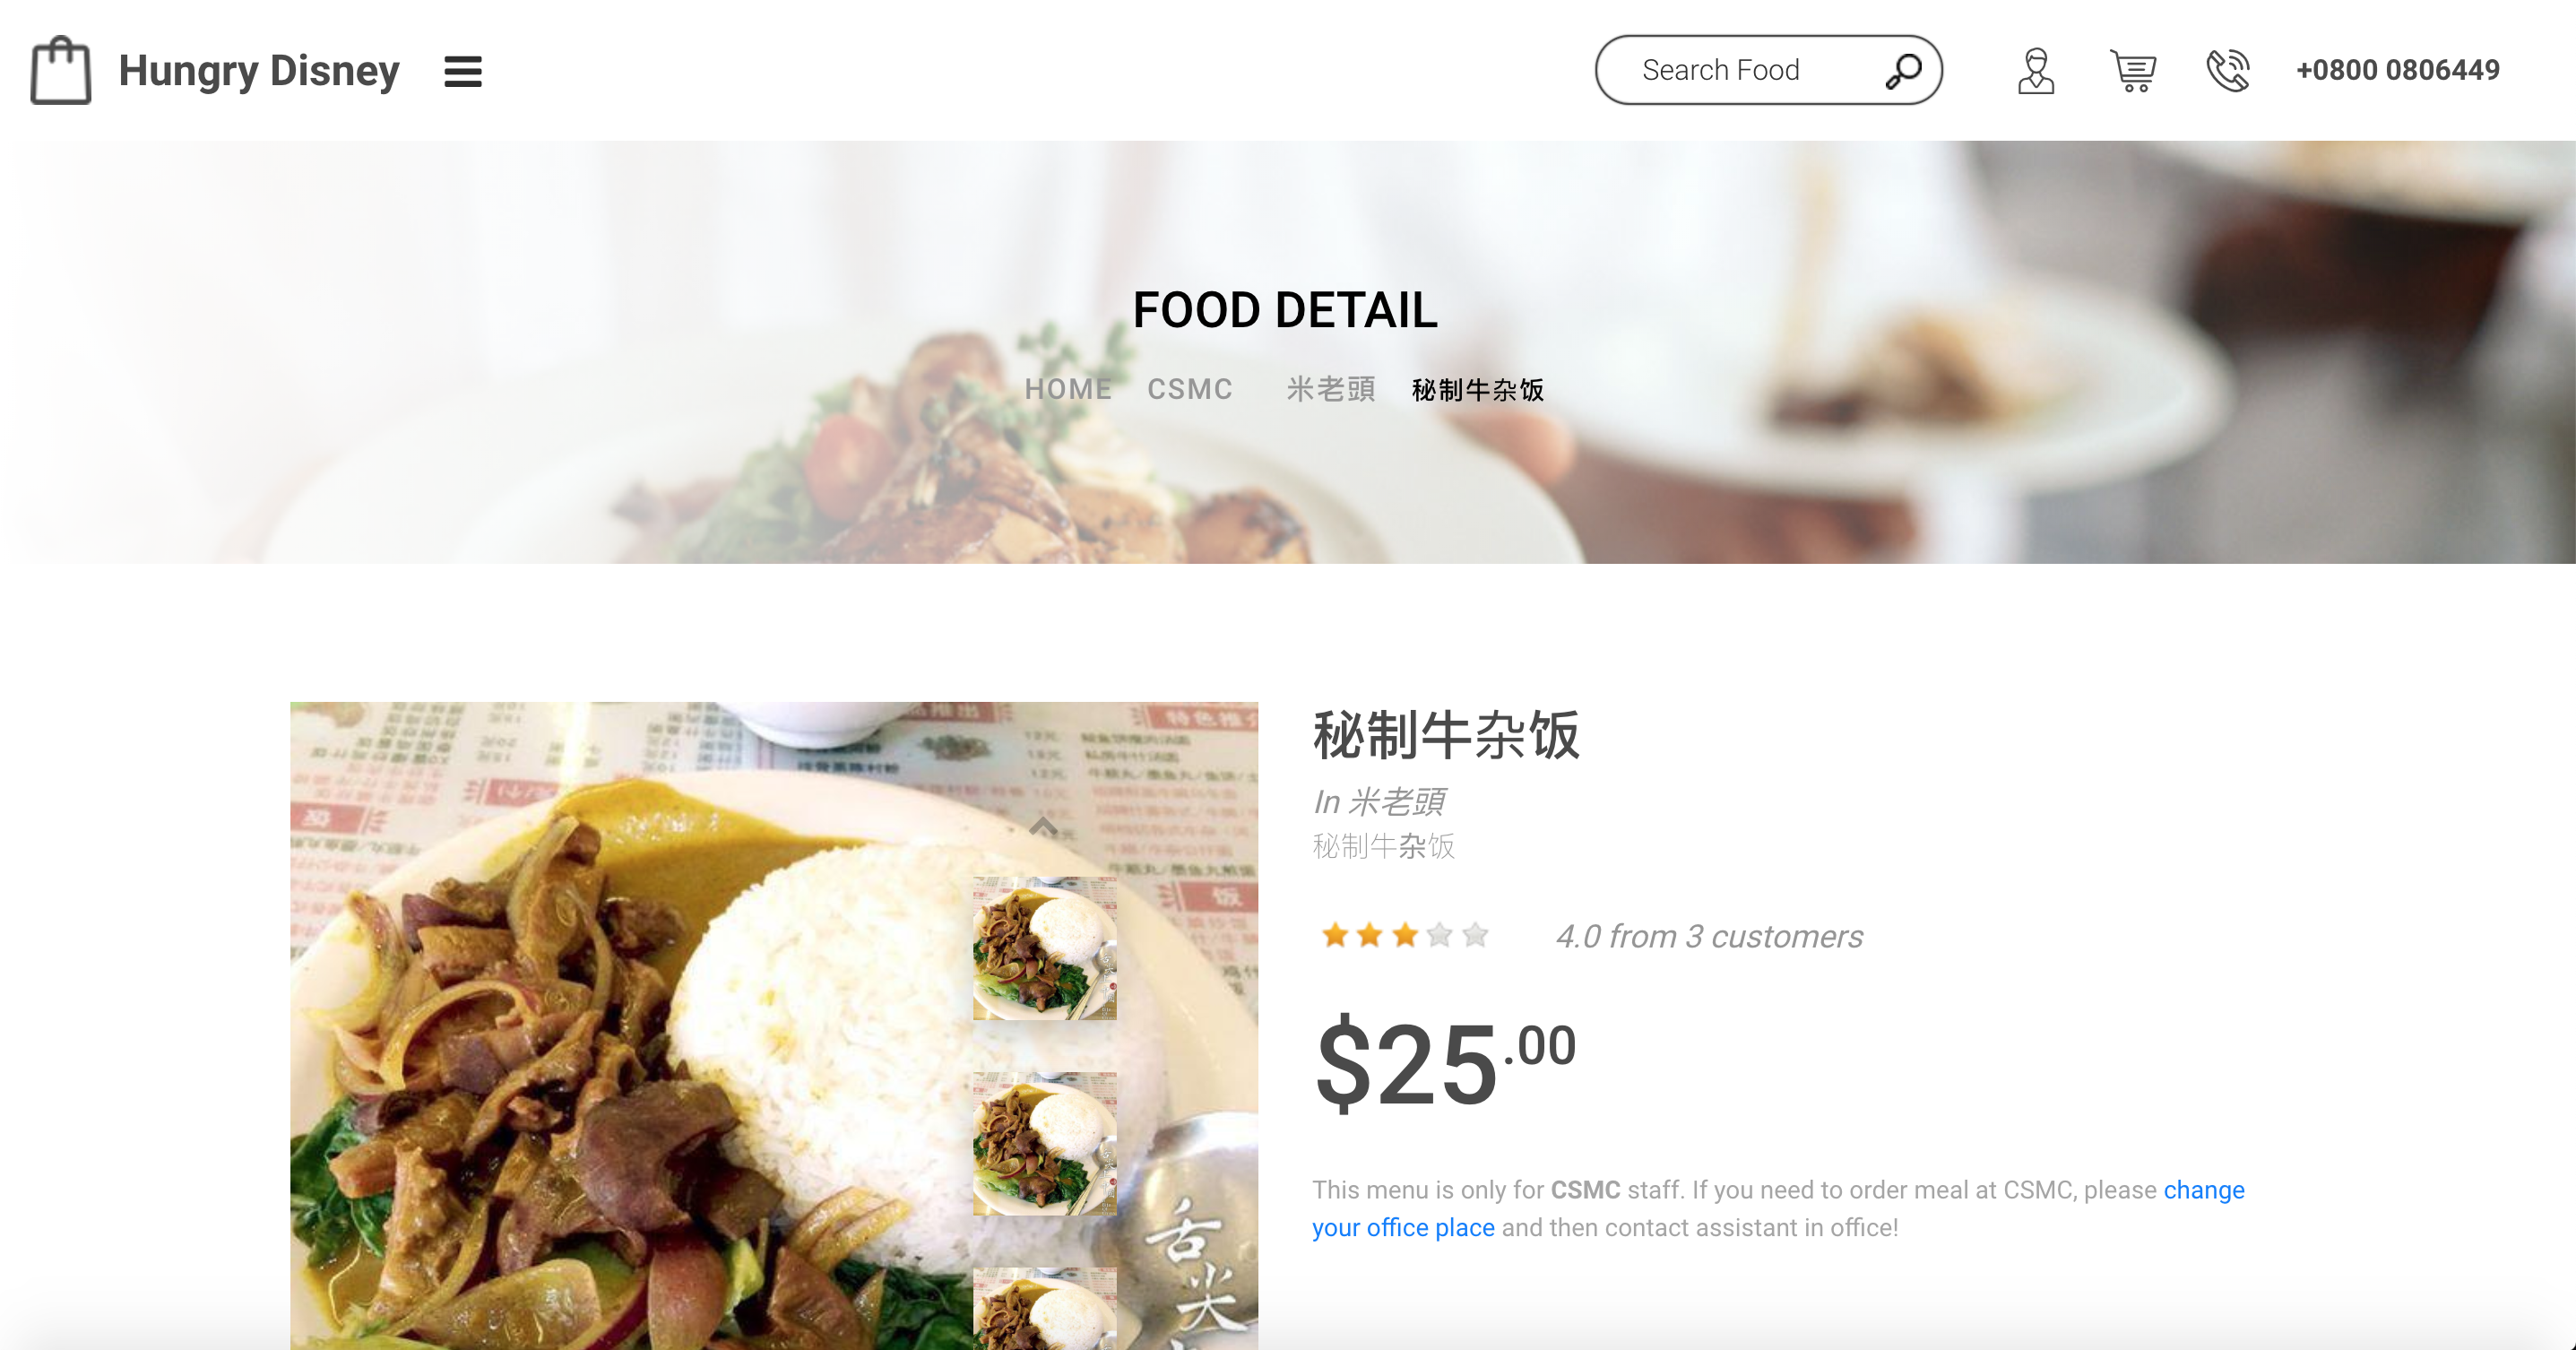 Hungry Disney
Search Food
+0800 0806449
FOOD DETAIL
HOME CSMC 米老頭 秘制牛杂饭
秘制牛杂饭
In 米老頭
秘制牛杂饭
4.0 from 3 customers
$25.00
This menu is only for CSMC staff. If you need to order meal at CSMC, please change
your office place and then contact assistant in office!
舌尖